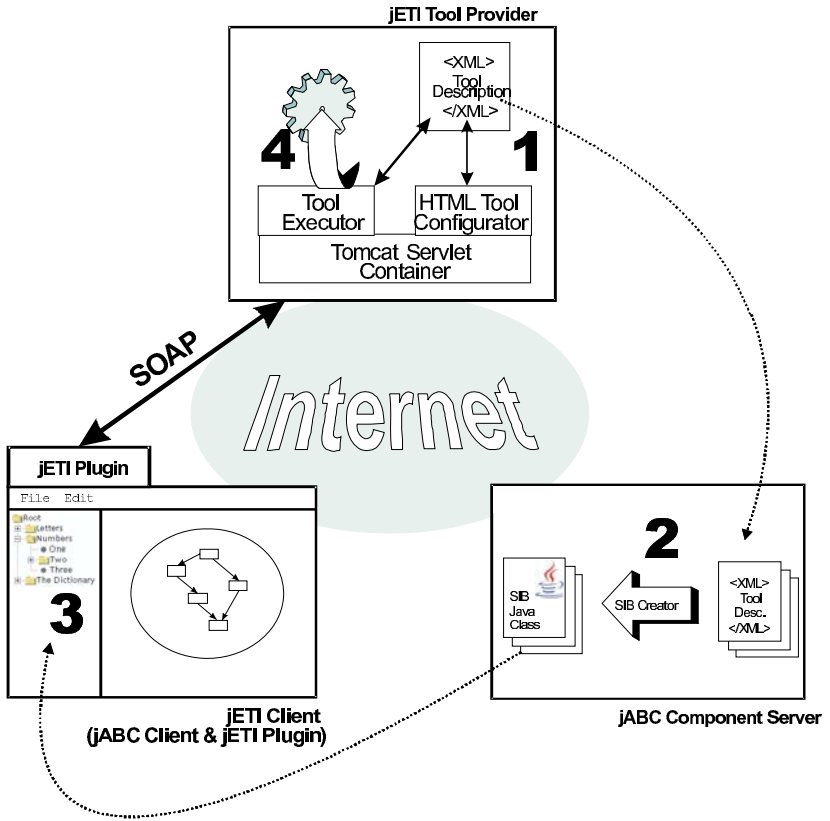 jETI Tool Provider
<XML>
Tool
Description
</XML>
4
1
Tool
Executor
HTML Tool
Configurator
Tomcat Servlet
Container
SOAP
Internet
jETI Plugin
File Edit
Root
Letters
Numbers
One
Two
Three
The Dictionary
3
jETI Client
(jABC Client & jETI Plugin)
2
SIB
Java
Class
SIB Creator
<XML>
Tool
Desc.
</XML>
jABC Component Server